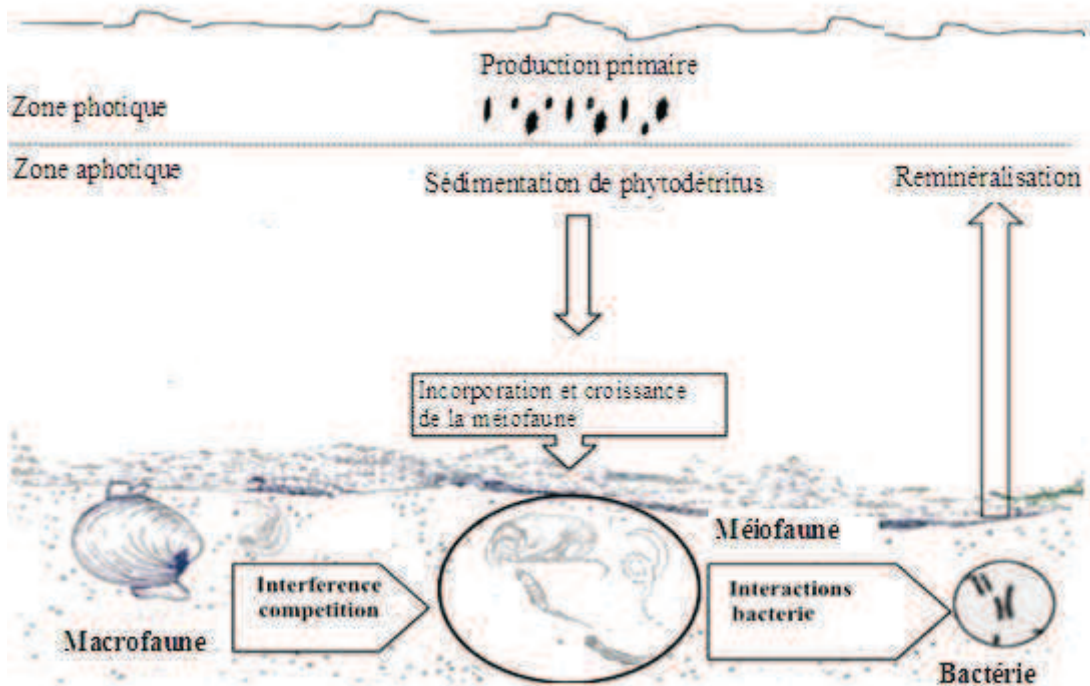 Production primaire
Zone photique
Zone aphotique
Sédimentation de phytodétritus
Reminéralisation
Incorporation et croissance
de la méiofaune
Méiofaune
Interference
competition
Interactions
bacterie
Macrofaune
Bactérie